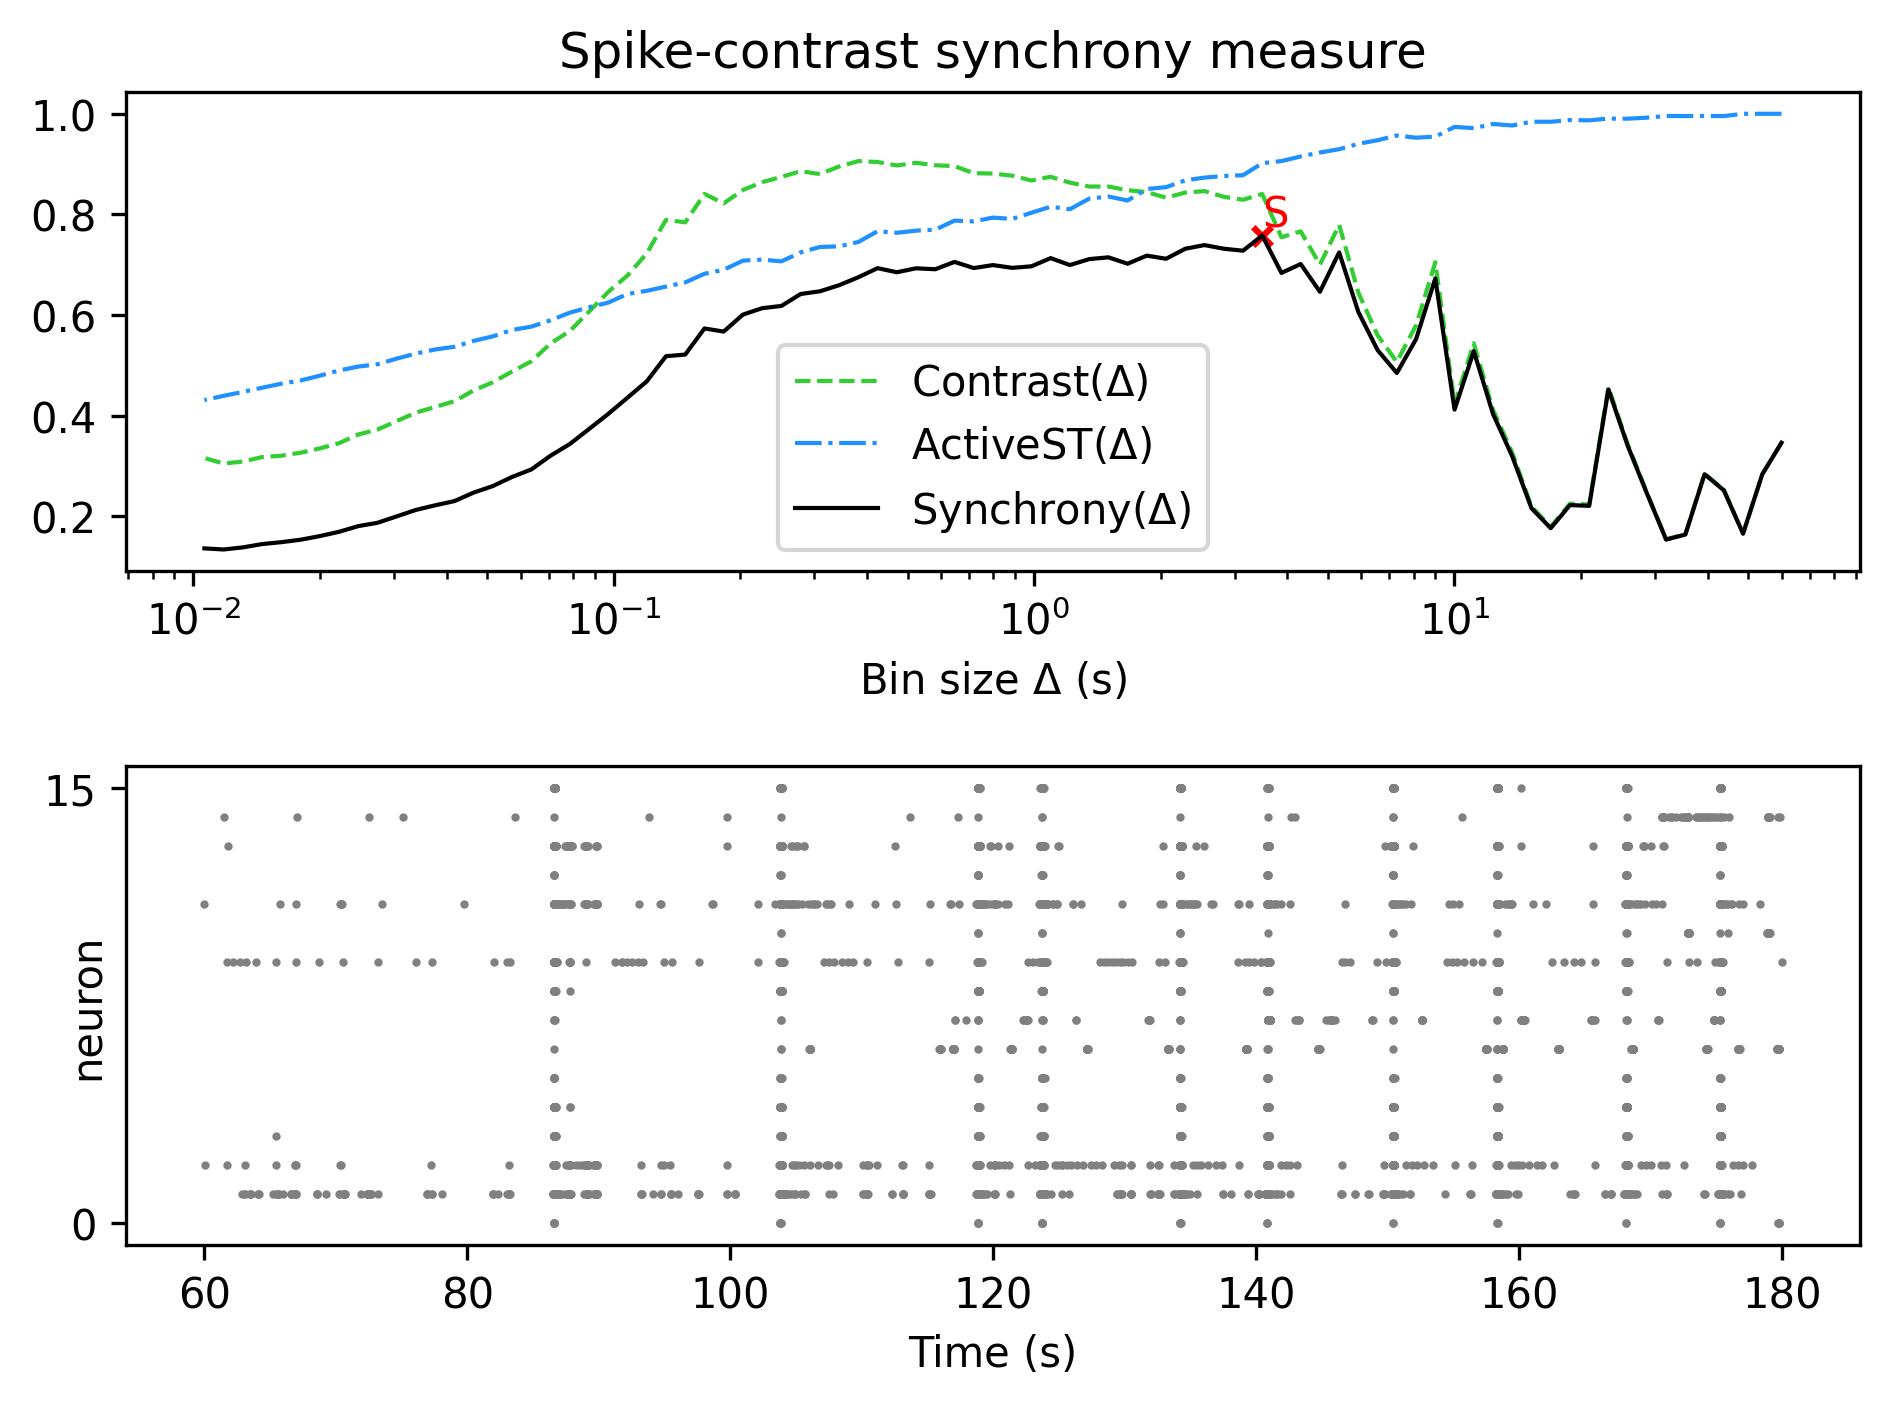 Spike-contrast synchrony measure
1.0
0.8
0.6
0.4
0.2
S
Contrast(Δ)
ActiveST(Δ)
Synchrony(Δ)
10⁻² 10⁻¹ 10⁰ 10¹
Bin size Δ (s)
15
neuron
0
60 80 100 120 140 160 180
Time (s)